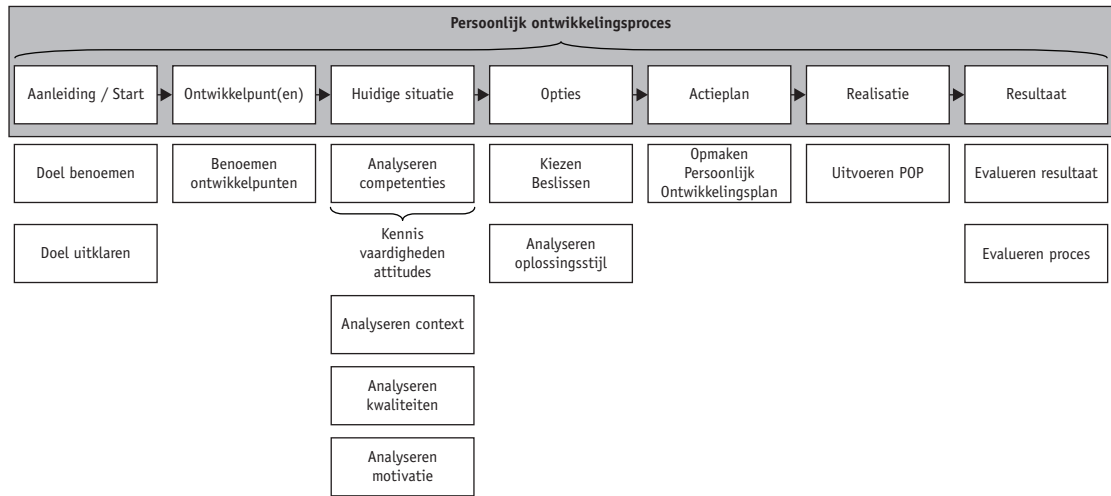 Persoonlijk ontwikkelingsproces
Aanleiding / Start
Ontwikkelpunt(en)
Huidige situatie
Opties
Actieplan
Realisatie
Resultaat
Doel benoemen
Benoemen
ontwikkelpunten
Analyseren
competenties
Kiezen
Beslissen
Opmaken
Persoonlijk
Ontwikkelingsplan
Uitvoeren POP
Evalueren resultaat
Doel uitklaren
Kennis
vaardigheden
attitudes
Analyseren
oplossingsstijl
Evalueren proces
Analyseren context
Analyseren
kwaliteiten
Analyseren
motivatie